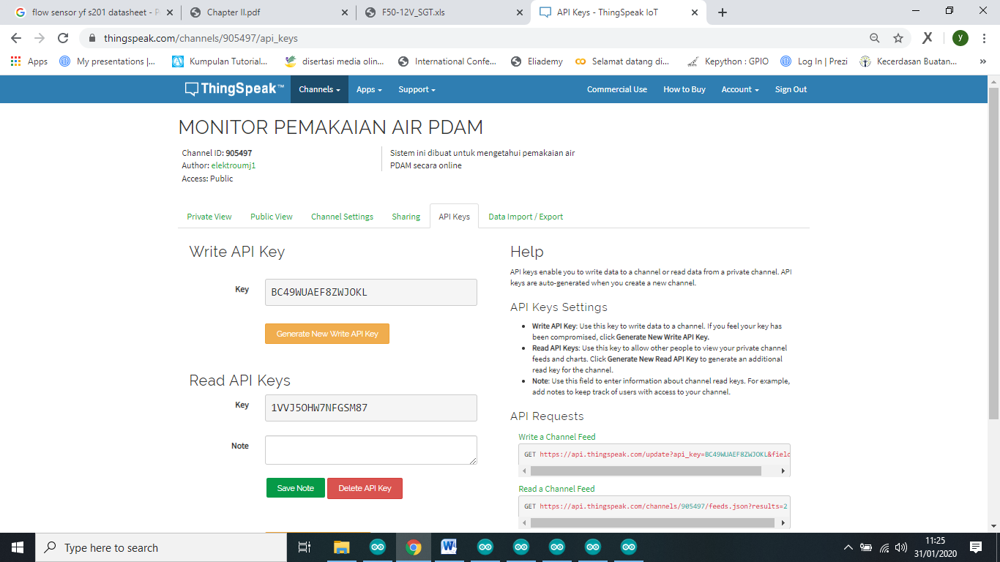 flow sensor yf s201 datasheet - P
Chapter II.pdf
F50-12V_SGT.xls
API Keys - ThingSpeak IoT
thingspeak.com/channels/905497/api_keys
X
y
Apps
My presentations |...
Kumpulan Tutorial...
disertasi media olin...
International Confe...
Eliademy
Selamat datang di...
Kepython : GPIO
Log In | Prezi
Kecerdasan Buatan...
»
ThingSpeak™
Channels
Apps
Support
Commercial Use
How to Buy
Account
Sign Out
MONITOR PEMAKAIAN AIR PDAM
Channel ID: 905497
Author: elektroumj1
Access: Public
Sistem ini dibuat untuk mengetahui pemakaian air
PDAM secara online
Private View
Public View
Channel Settings
Sharing
API Keys
Data Import / Export
Write API Key
Key
BC49WUAEF8ZWJOKL
Generate New Write API Key
Read API Keys
Key
1VVJ5OHW7NFGSM87
Note
Save Note
Delete API Key
Help
API keys enable you to write data to a channel or read data from a private channel. API
keys are auto-generated when you create a new channel.
API Keys Settings
• Write API Key: Use this key to write data to a channel. If you feel your key has
been compromised, click Generate New Write API Key.
• Read API Keys: Use this key to allow other people to view your private channel
feeds and charts. Click Generate New Read API Key to generate an additional
read key for the channel.
• Note: Use this field to enter information about channel read keys. For example,
add notes to keep track of users with access to your channel.
API Requests
Write a Channel Feed
GET https://api.thingspeak.com/update?api_key=BC49WUAEF8ZWJOKL&field
Read a Channel Feed
GET https://api.thingspeak.com/channels/905497/feeds.json?results=2
Type here to search
11:25
31/01/2020